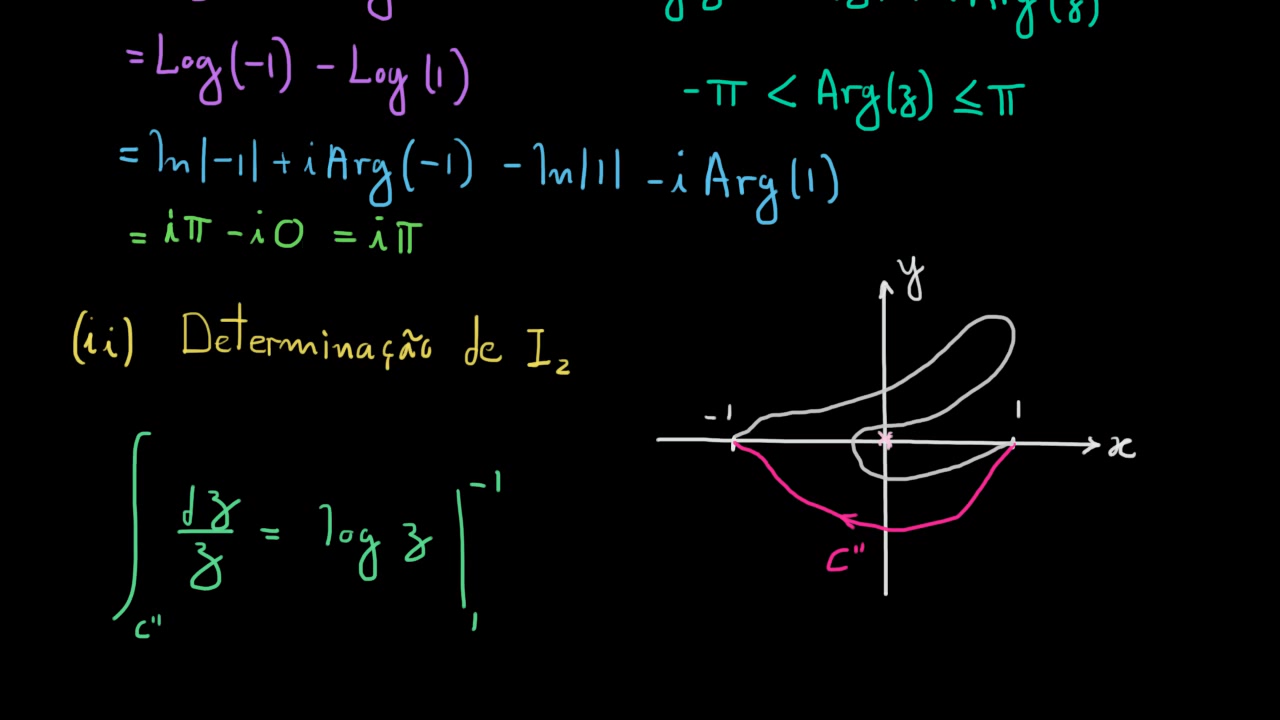 = Log(-1) - Log(1)
-π < Arg(z) ≤ π
= ln|-1| + i Arg(-1) - ln|1| - i Arg(1)
= iπ - i0 = iπ
(ii) Determinação de I₂
∫_{C''} dz/z = log z |_{1}^{-1}
y
-1
1
x
C''